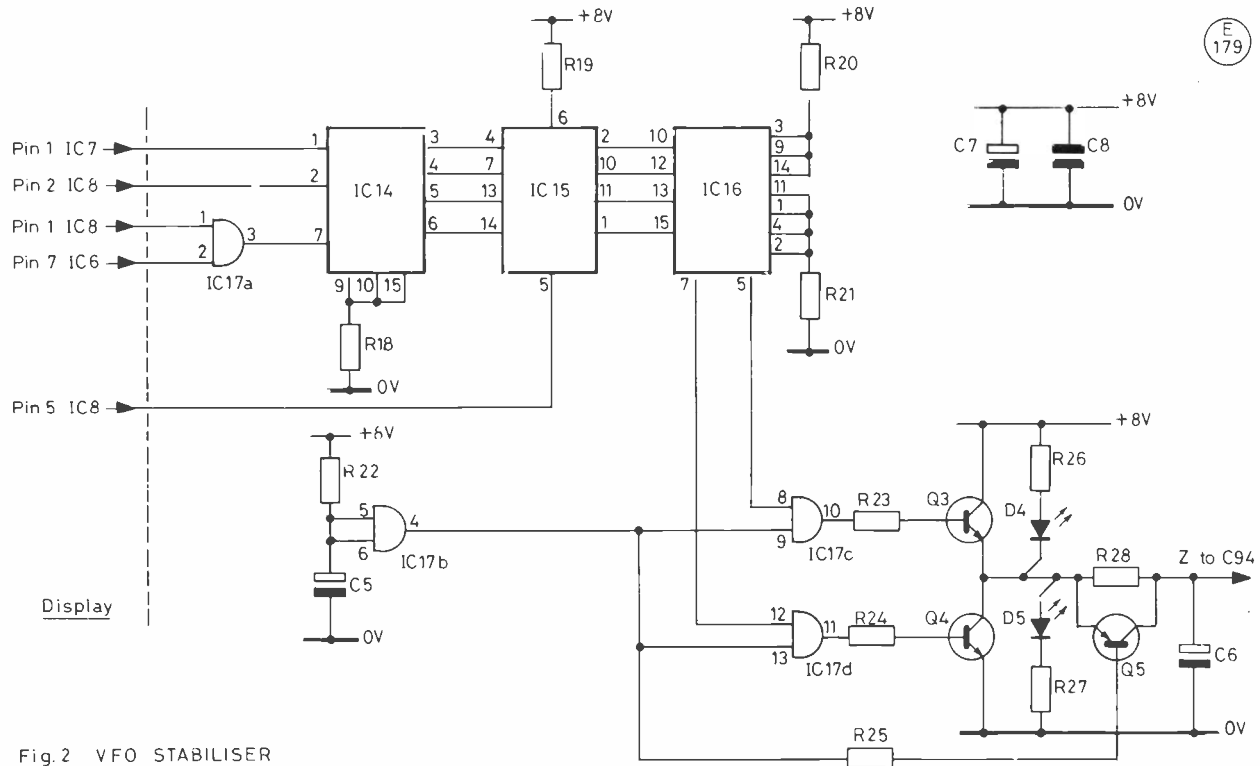 +8V
+8V
E
179
R19
R20
+8V
6
Pin 1 IC7
1
3
4
2
10
3
C7
C8
9
Pin 2 IC8
2
4
7
10
12
14
IC14
IC15
IC16
11
Pin 1 IC8
1
5
13
11
13
1
0V
3
7
6
14
1
15
4
Pin 7 IC6
2
2
IC17a
9
10
15
5
7
5
R21
R18
0V
0V
Pin 5 IC8
+8V
+8V
R22
R26
8
R23
Q3
5
4
10
D4
6
9
IC17b
IC17c
R28
Z to C94
C5
12
R24
Q4
D5
Display
11
13
C6
0V
IC17d
Q5
R27
R25
0V
Fig.2 VFO STABILISER